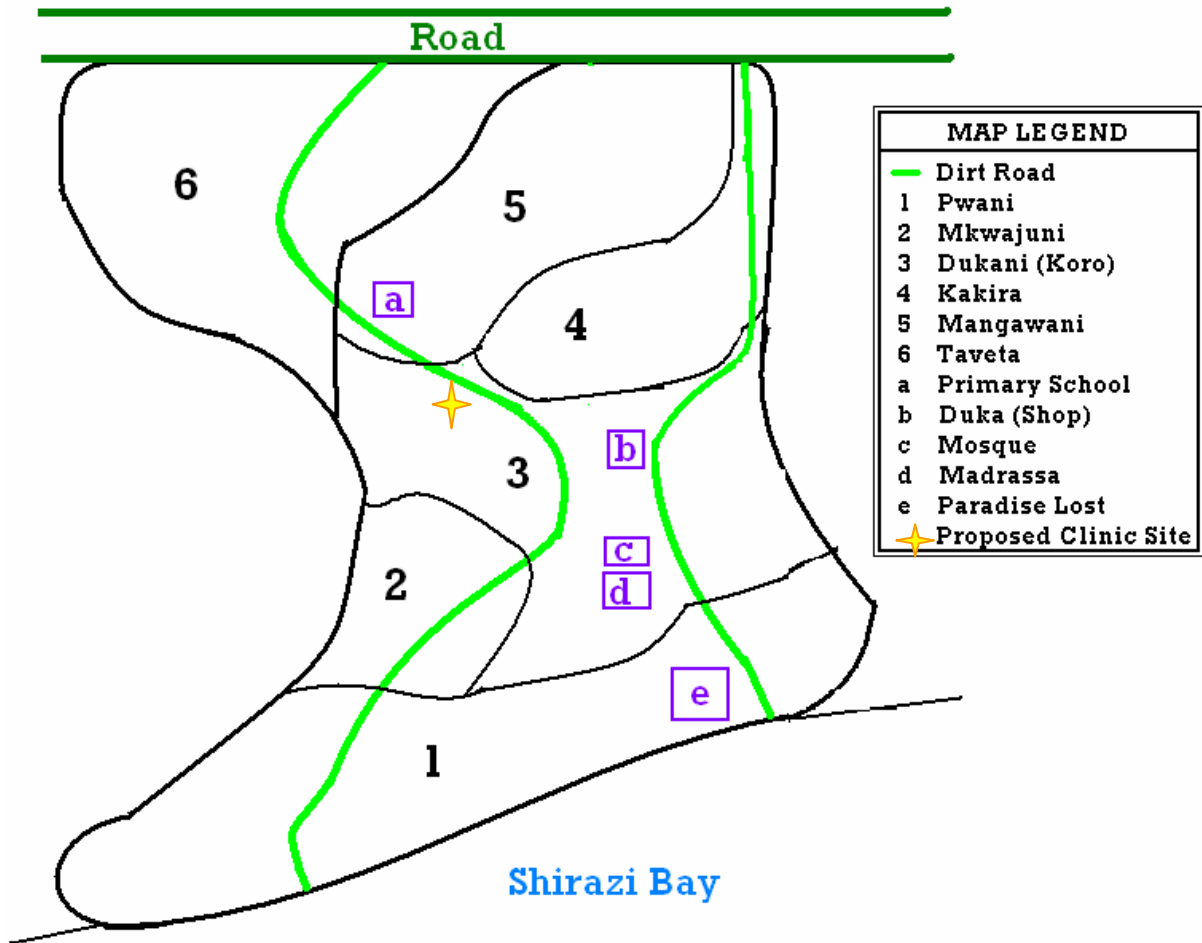 Road
6
5
a
4
b
3
c
2
d
e
1
Shirazi Bay
MAP LEGEND
Dirt Road
1 Pwani
2 Mkwajuni
3 Dukani (Koro)
4 Kakira
5 Mangawani
6 Taveta
a Primary School
b Duka (Shop)
c Mosque
d Madrassa
e Paradise Lost
Proposed Clinic Site